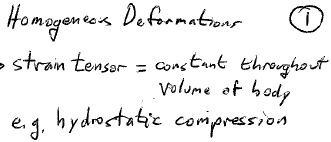 Homogeneous Deformations ①
→ strain tensor = constant throughout
volume of body
e.g. hydrostatic compression